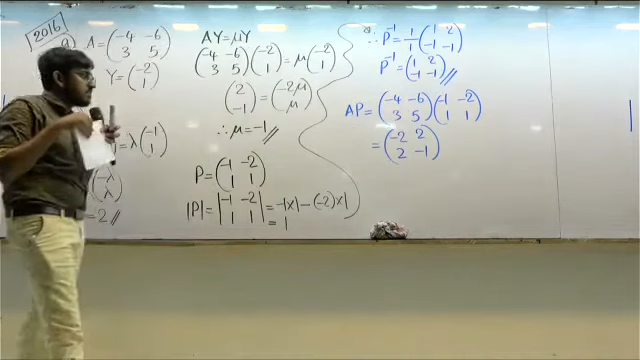 2016
a) A = (-4 -6
3 5)
Y = (-2
1)
= λ(-1
1)
(-λ
λ)
= 2 //
AY = μY
(-4 -6
3 5)(-2
1) = μ(-2
1)
(2
-1) = (-2μ
μ)
∴ μ = -1 //
P = (-1 -2
1 1)
|P| = |-1 -2
1 1| = -1×1 - (-2)×1
= 1
∴ P⁻¹ = 1/1 (1 2
-1 -1)
P⁻¹ = (1 2
-1 -1) //
AP = (-4 -6
3 5)(-1 -2
1 1)
= (-2 2
2 -1)